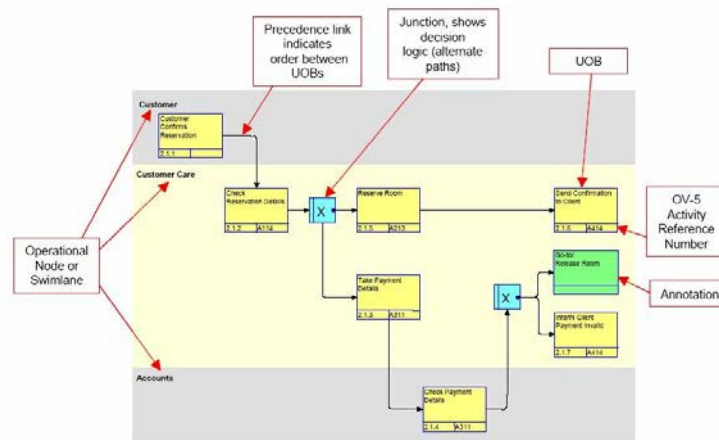 Precedence link
indicates
order between
UOBs
Junction, shows
decision
logic (alternate
paths)
UOB
Customer
Customer
Confirms
Reservation
2.1.1
Customer Care
Check
Reservation Details
2.1.2 A114
X
Reserve Room
2.1.5 A213
Send Confirmation
to Client
2.1.6 A414
OV-5
Activity
Reference
Number
Operational
Node or
Swimlane
Take Payment
Details
2.1.3 A311
X
Go-to/
Release Room
Annotation
Inform Client
Payment Invalid
2.1.7 A414
Accounts
Check Payment
Details
2.1.4 A311